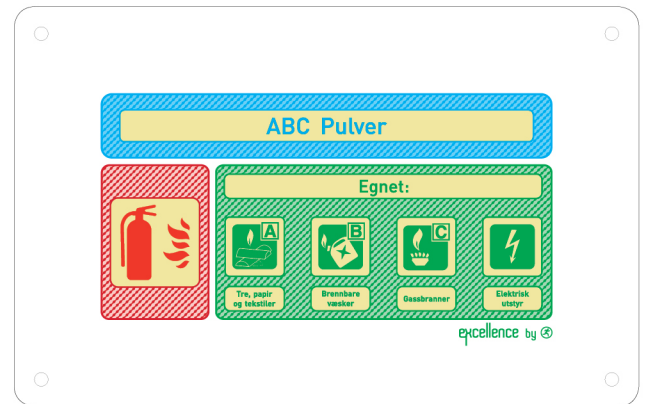 ABC Pulver
Egnet:
A
B
C
Tre, papir
og tekstiler
Brennbare
væsker
Gassbranner
Elektrisk
utstyr
excellence by